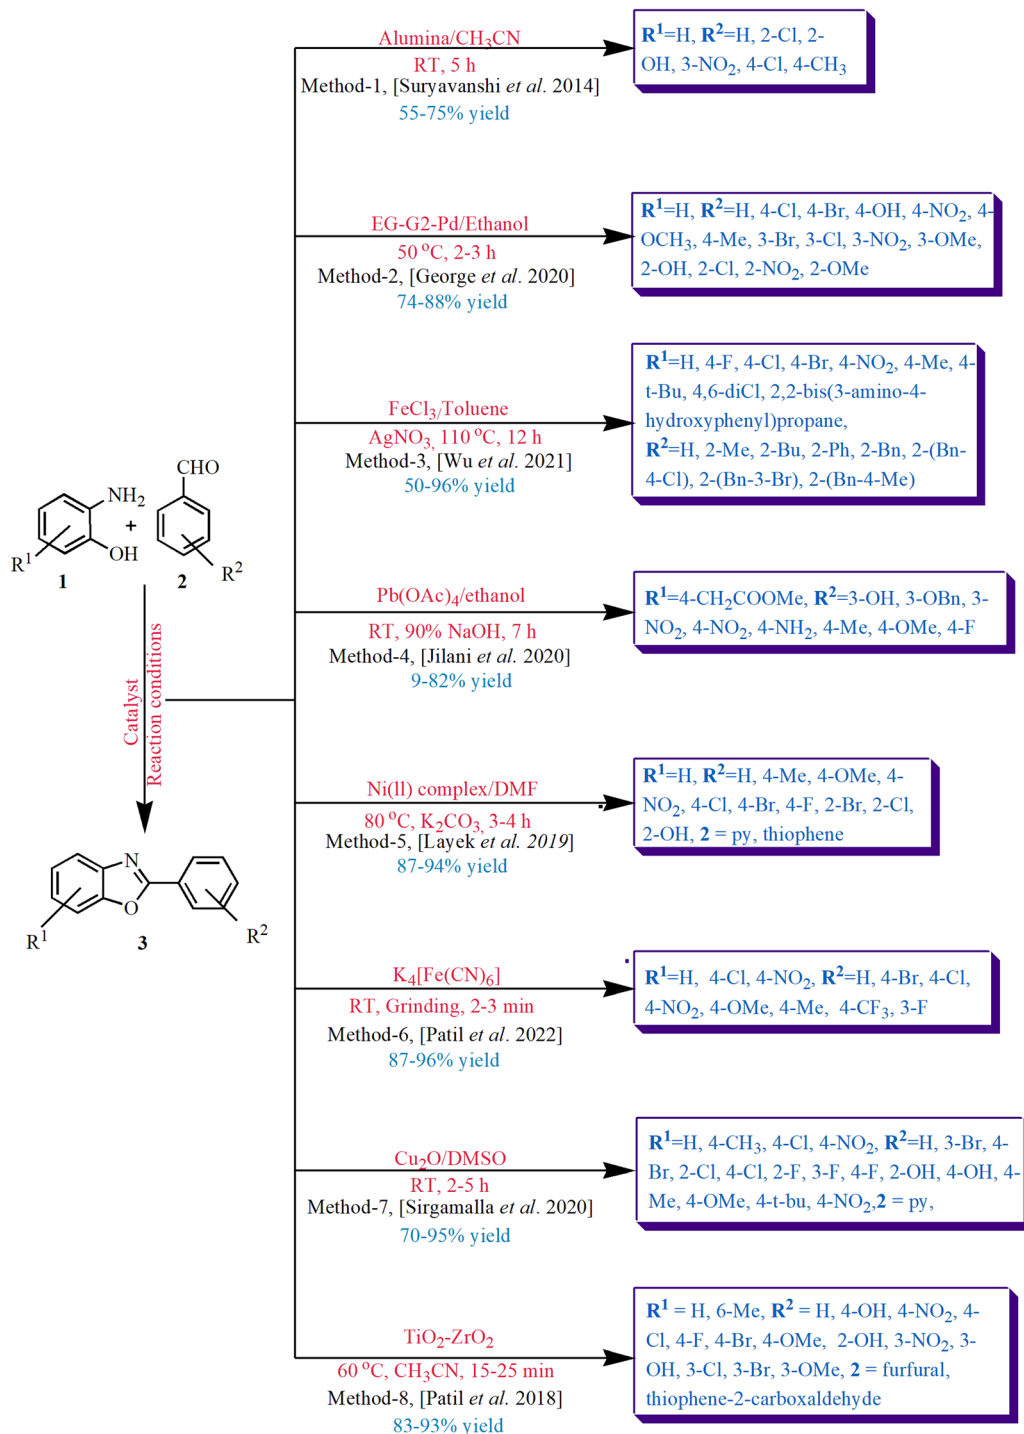 Alumina/CH₃CN
RT, 5 h
Method-1, [Suryavanshi et al. 2014]
55-75% yield
R¹=H, R²=H, 2-Cl, 2-
OH, 3-NO₂, 4-Cl, 4-CH₃
EG-G2-Pd/Ethanol
50 °C, 2-3 h
Method-2, [George et al. 2020]
74-88% yield
R¹=H, R²=H, 4-Cl, 4-Br, 4-OH, 4-NO₂, 4-
OCH₃, 4-Me, 3-Br, 3-Cl, 3-NO₂, 3-OMe,
2-OH, 2-Cl, 2-NO₂, 2-OMe
FeCl₃/Toluene
AgNO₃, 110 °C, 12 h
Method-3, [Wu et al. 2021]
50-96% yield
R¹=H, 4-F, 4-Cl, 4-Br, 4-NO₂, 4-Me, 4-
t-Bu, 4,6-diCl, 2,2-bis(3-amino-4-
hydroxyphenyl)propane,
R²=H, 2-Me, 2-Bu, 2-Ph, 2-Bn, 2-(Bn-
4-Cl), 2-(Bn-3-Br), 2-(Bn-4-Me)
CHO
NH₂
+
OH
R¹
R²
1
2
Catalyst
Reaction conditions
N
O
R¹
R²
3
Pb(OAc)₄/ethanol
RT, 90% NaOH, 7 h
Method-4, [Jilani et al. 2020]
9-82% yield
R¹=4-CH₂COOMe, R²=3-OH, 3-OBn, 3-
NO₂, 4-NO₂, 4-NH₂, 4-Me, 4-OMe, 4-F
Ni(ll) complex/DMF
80 °C, K₂CO₃, 3-4 h
Method-5, [Layek et al. 2019]
87-94% yield
R¹=H, R²=H, 4-Me, 4-OMe, 4-
NO₂, 4-Cl, 4-Br, 4-F, 2-Br, 2-Cl,
2-OH, 2 = py, thiophene
K₄[Fe(CN)₆]
RT, Grinding, 2-3 min
Method-6, [Patil et al. 2022]
87-96% yield
R¹=H, 4-Cl, 4-NO₂, R²=H, 4-Br, 4-Cl,
4-NO₂, 4-OMe, 4-Me, 4-CF₃, 3-F
Cu₂O/DMSO
RT, 2-5 h
Method-7, [Sirgamalla et al. 2020]
70-95% yield
R¹=H, 4-CH₃, 4-Cl, 4-NO₂, R²=H, 3-Br, 4-
Br, 2-Cl, 4-Cl, 2-F, 3-F, 4-F, 2-OH, 4-OH, 4-
Me, 4-OMe, 4-t-bu, 4-NO₂,2 = py,
TiO₂-ZrO₂
60 °C, CH₃CN, 15-25 min
Method-8, [Patil et al. 2018]
83-93% yield
R¹ = H, 6-Me, R² = H, 4-OH, 4-NO₂, 4-
Cl, 4-F, 4-Br, 4-OMe, 2-OH, 3-NO₂, 3-
OH, 3-Cl, 3-Br, 3-OMe, 2 = furfural,
thiophene-2-carboxaldehyde